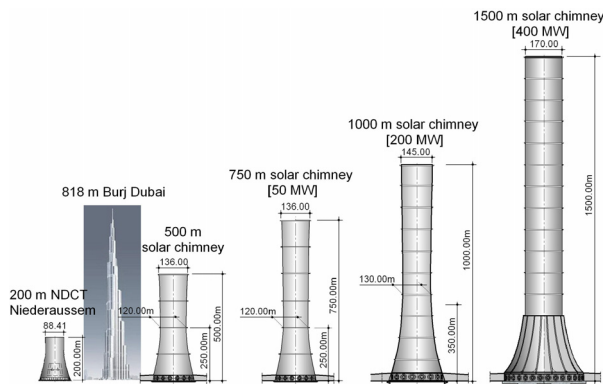 1500 m solar chimney
[400 MW]
170.00
1500.00m
1000 m solar chimney
[200 MW]
145.00
130.00m
1000.00m
350.00m
750 m solar chimney
[50 MW]
136.00
120.00m
750.00m
250.00m
818 m Burj Dubai
500 m
solar chimney
136.00
120.00m
500.00m
250.00m
200 m NDCT
Niederaussem
88.41
200.00m